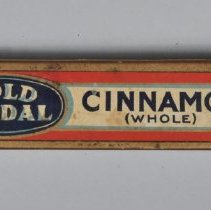 OLD
DAL
CINNAMO
(WHOLE)